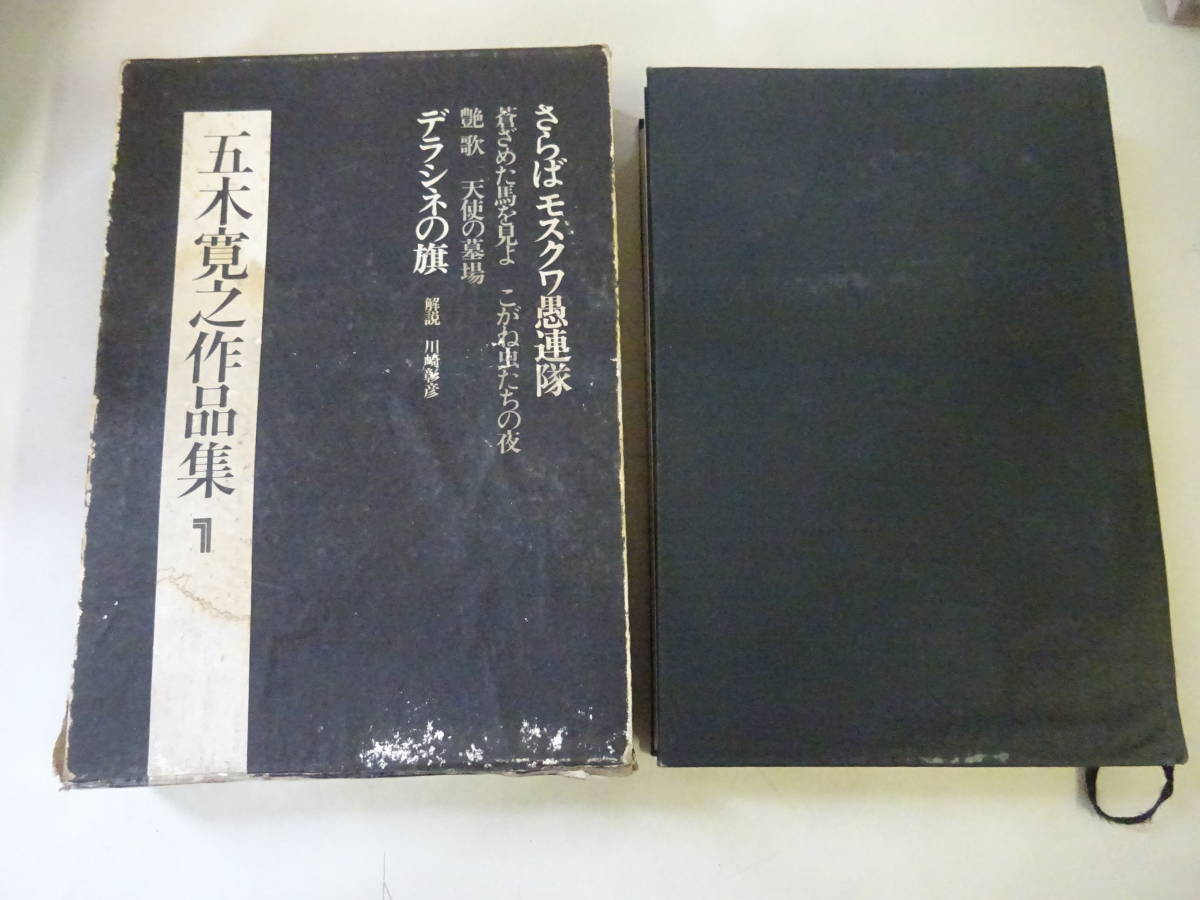 さらばモスクワ愚連隊
蒼ざめた馬を見よ こがね虫たちの夜
艶歌 天使の墓場
デラシネの旗 解説 川崎彰彦
五木寛之作品集 1